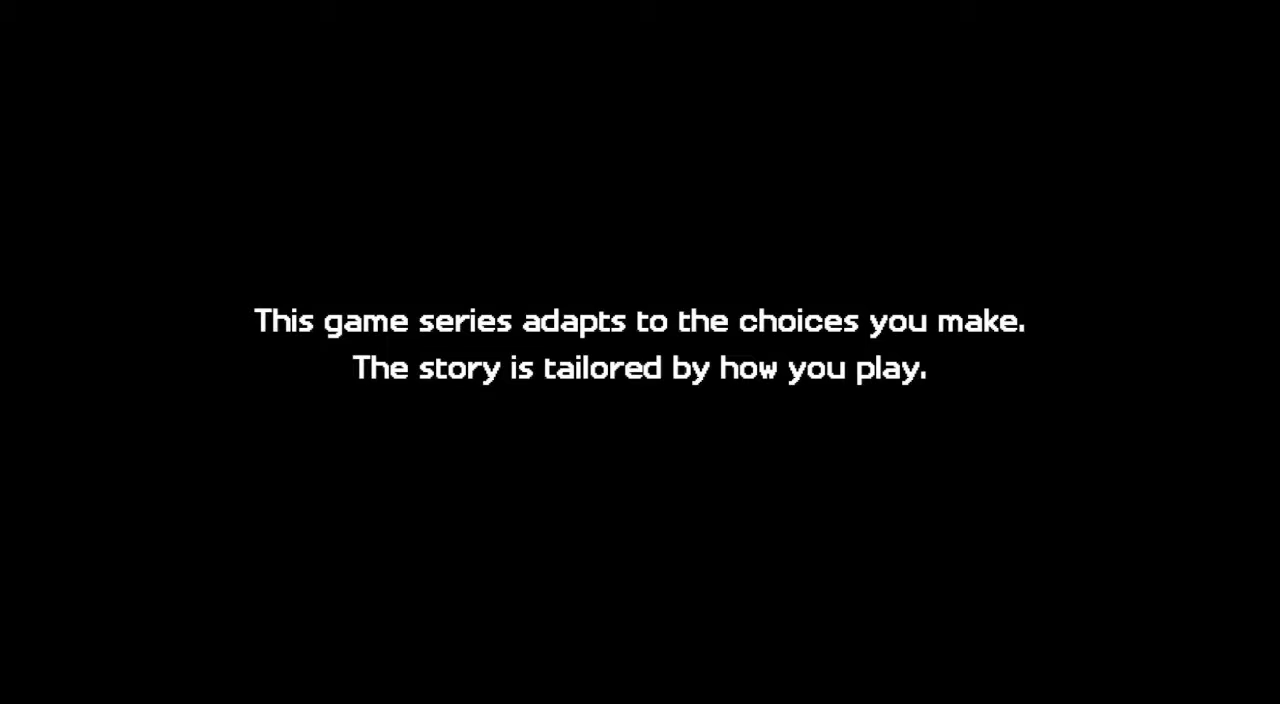 This game series adapts to the choices you make.
The story is tailored by how you play.